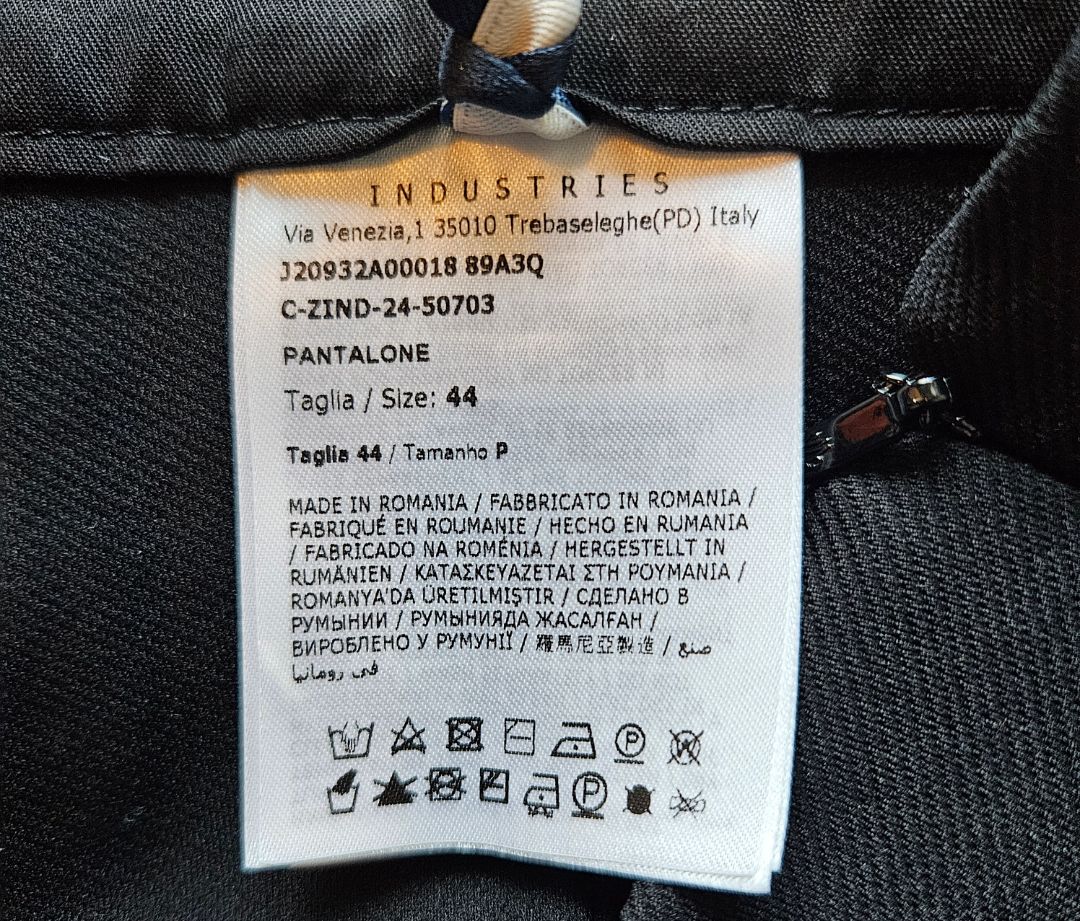 INDUSTRIES
Via Venezia,1 35010 Trebaseleghe(PD) Italy
J20932A00018 89A3Q
C-ZIND-24-50703
PANTALONE
Taglia / Size: 44
Taglia 44 / Tamanho P
MADE IN ROMANIA / FABBRICATO IN ROMANIA /
FABRIQUÉ EN ROUMANIE / HECHO EN RUMANIA
/ FABRICADO NA ROMÉNIA / HERGESTELLT IN
RUMÄNIEN / ΚΑΤΑΣΚΕΥΑΖΕΤΑΙ ΣΤΗ ΡΟΥΜΑΝΙΑ /
ROMANYA'DA ÜRETILMIŞTIR / СДЕЛАНО В
РУМЫНИИ / РУМЫНИЯДА ЖАСАЛҒАН /
ВИРОБЛЕНО У РУМУНІЇ / 羅馬尼亞製造 / صنع
في رومانيا
P W
P